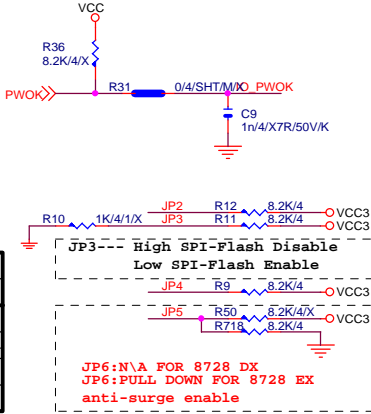 VCC
R36
8.2K/4/X
PWOK
R31
0/4/SHT/M/X
O_PWOK
C9
1n/4/X7R/50V/K
JP2
R12
8.2K/4
VCC3
R10
1K/4/1/X
JP3
R11
8.2K/4
VCC3
JP3--- High SPI-Flash Disable
Low SPI-Flash Enable
JP4
R9
8.2K/4
VCC3
JP5
R50
8.2K/4/X
VCC3
R718
8.2K/4
JP6:N\A FOR 8728 DX
JP6:PULL DOWN FOR 8728 EX
anti-surge enable